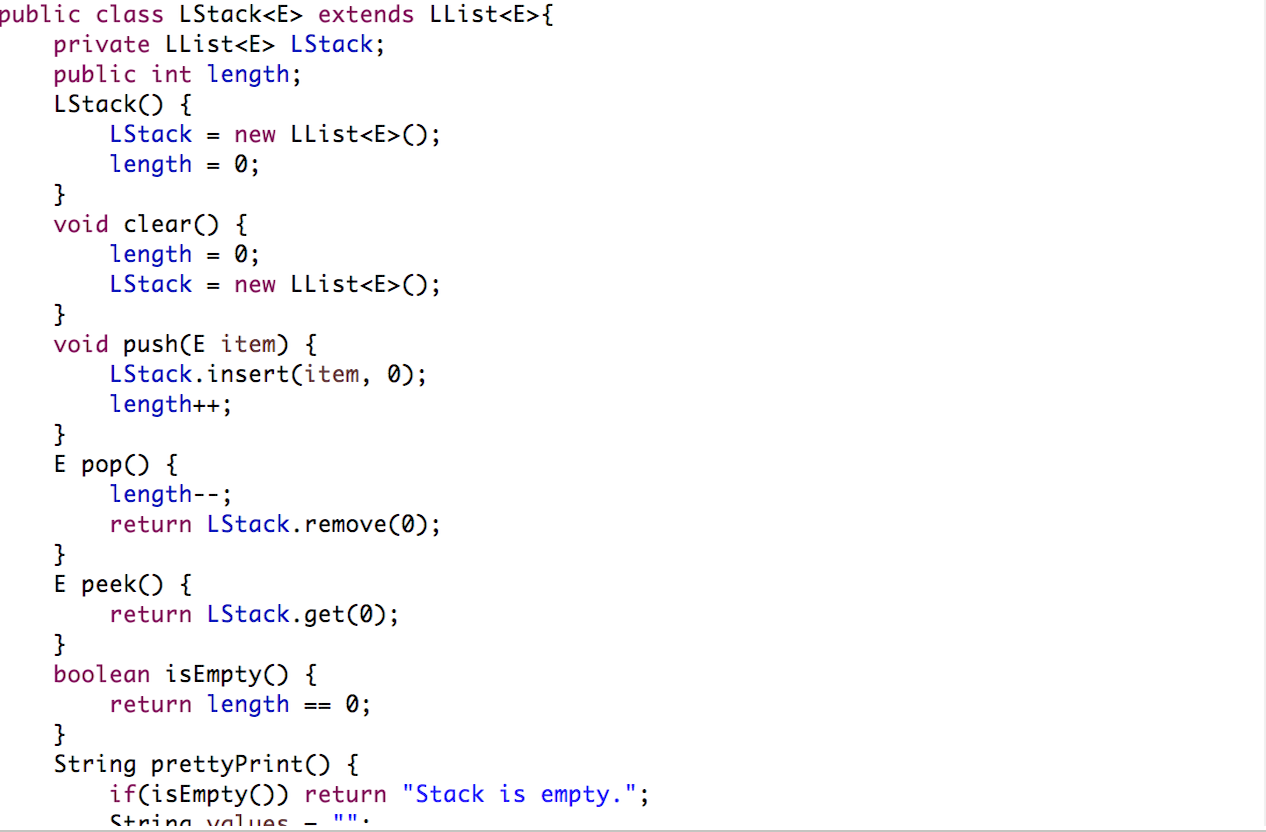 public class LStack<E> extends LList<E>{
    private LList<E> LStack;
    public int length;
    LStack() {
        LStack = new LList<E>();
        length = 0;
    }
    void clear() {
        length = 0;
        LStack = new LList<E>();
    }
    void push(E item) {
        LStack.insert(item, 0);
        length++;
    }
    E pop() {
        length--;
        return LStack.remove(0);
    }
    E peek() {
        return LStack.get(0);
    }
    boolean isEmpty() {
        return length == 0;
    }
    String prettyPrint() {
        if(isEmpty()) return "Stack is empty.";
        String values = "";